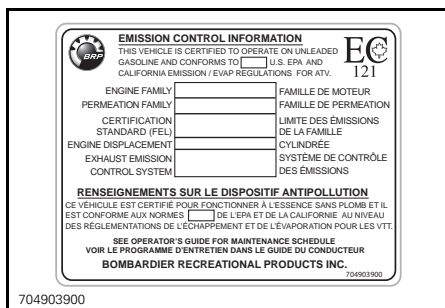 BRP
EMISSION CONTROL INFORMATION
THIS VEHICLE IS CERTIFIED TO OPERATE ON UNLEADED
GASOLINE AND CONFORMS TO U.S. EPA AND
CALIFORNIA EMISSION / EVAP REGULATIONS FOR ATV.
EC
121
ENGINE FAMILY FAMILLE DE MOTEUR
PERMEATION FAMILY FAMILLE DE PERMEATION
CERTIFICATION LIMITE DES ÉMISSIONS
STANDARD (FEL) DE LA FAMILLE
ENGINE DISPLACEMENT CYLINDRÉE
EXHAUST EMISSION SYSTÈME DE CONTRÔLE
CONTROL SYSTEM DES ÉMISSIONS
RENSEIGNEMENTS SUR LE DISPOSITIF ANTIPOLLUTION
CE VÉHICULE EST CERTIFIÉ POUR FONCTIONNER À L'ESSENCE SANS PLOMB ET IL
EST CONFORME AUX NORMES DE L'EPA ET DE LA CALIFORNIE AU NIVEAU
DES RÉGLEMENTATIONS DE L'ÉCHAPPEMENT ET DE L'ÉVAPORATION POUR LES VTT.
SEE OPERATOR'S GUIDE FOR MAINTENANCE SCHEDULE
VOIR LE PROGRAMME D'ENTRETIEN DANS LE GUIDE DU CONDUCTEUR
BOMBARDIER RECREATIONAL PRODUCTS INC.
704903900
704903900